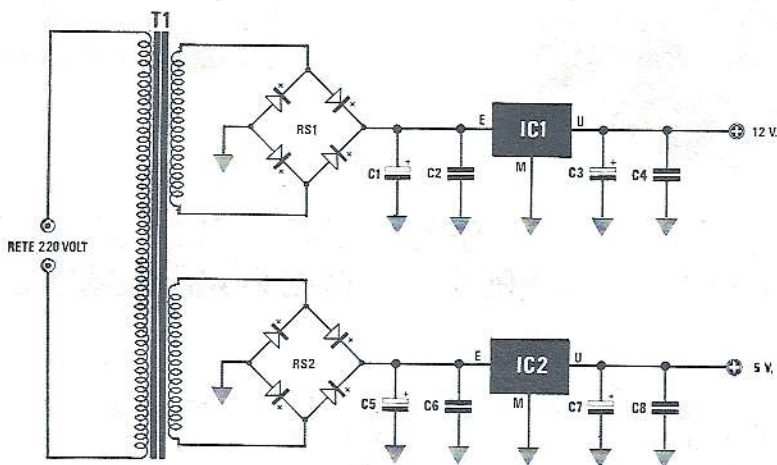 T1
RS1
E
IC1
U
12 V.
M
C1
+
C2
C3
+
C4
RETE 220 VOLT
RS2
E
IC2
U
5 V.
M
C5
+
C6
C7
+
C8